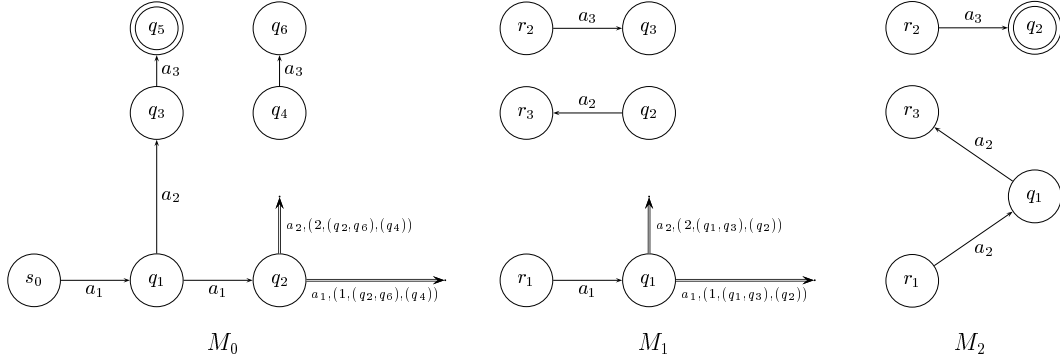 q₅ q₆ r₂ a₃ q₃ r₂ a₃ q₂
a₃ a₃
q₃ q₄ r₃ a₂ q₂ r₃
a₂
a₂ q₁
a₂,(2,(q₂,q₆),(q₄)) a₂,(2,(q₁,q₃),(q₂))
a₂
s₀ a₁ q₁ a₁ q₂ a₁,(1,(q₂,q₆),(q₄)) r₁ a₁ q₁ a₁,(1,(q₁,q₃),(q₂)) r₁
M₀ M₁ M₂